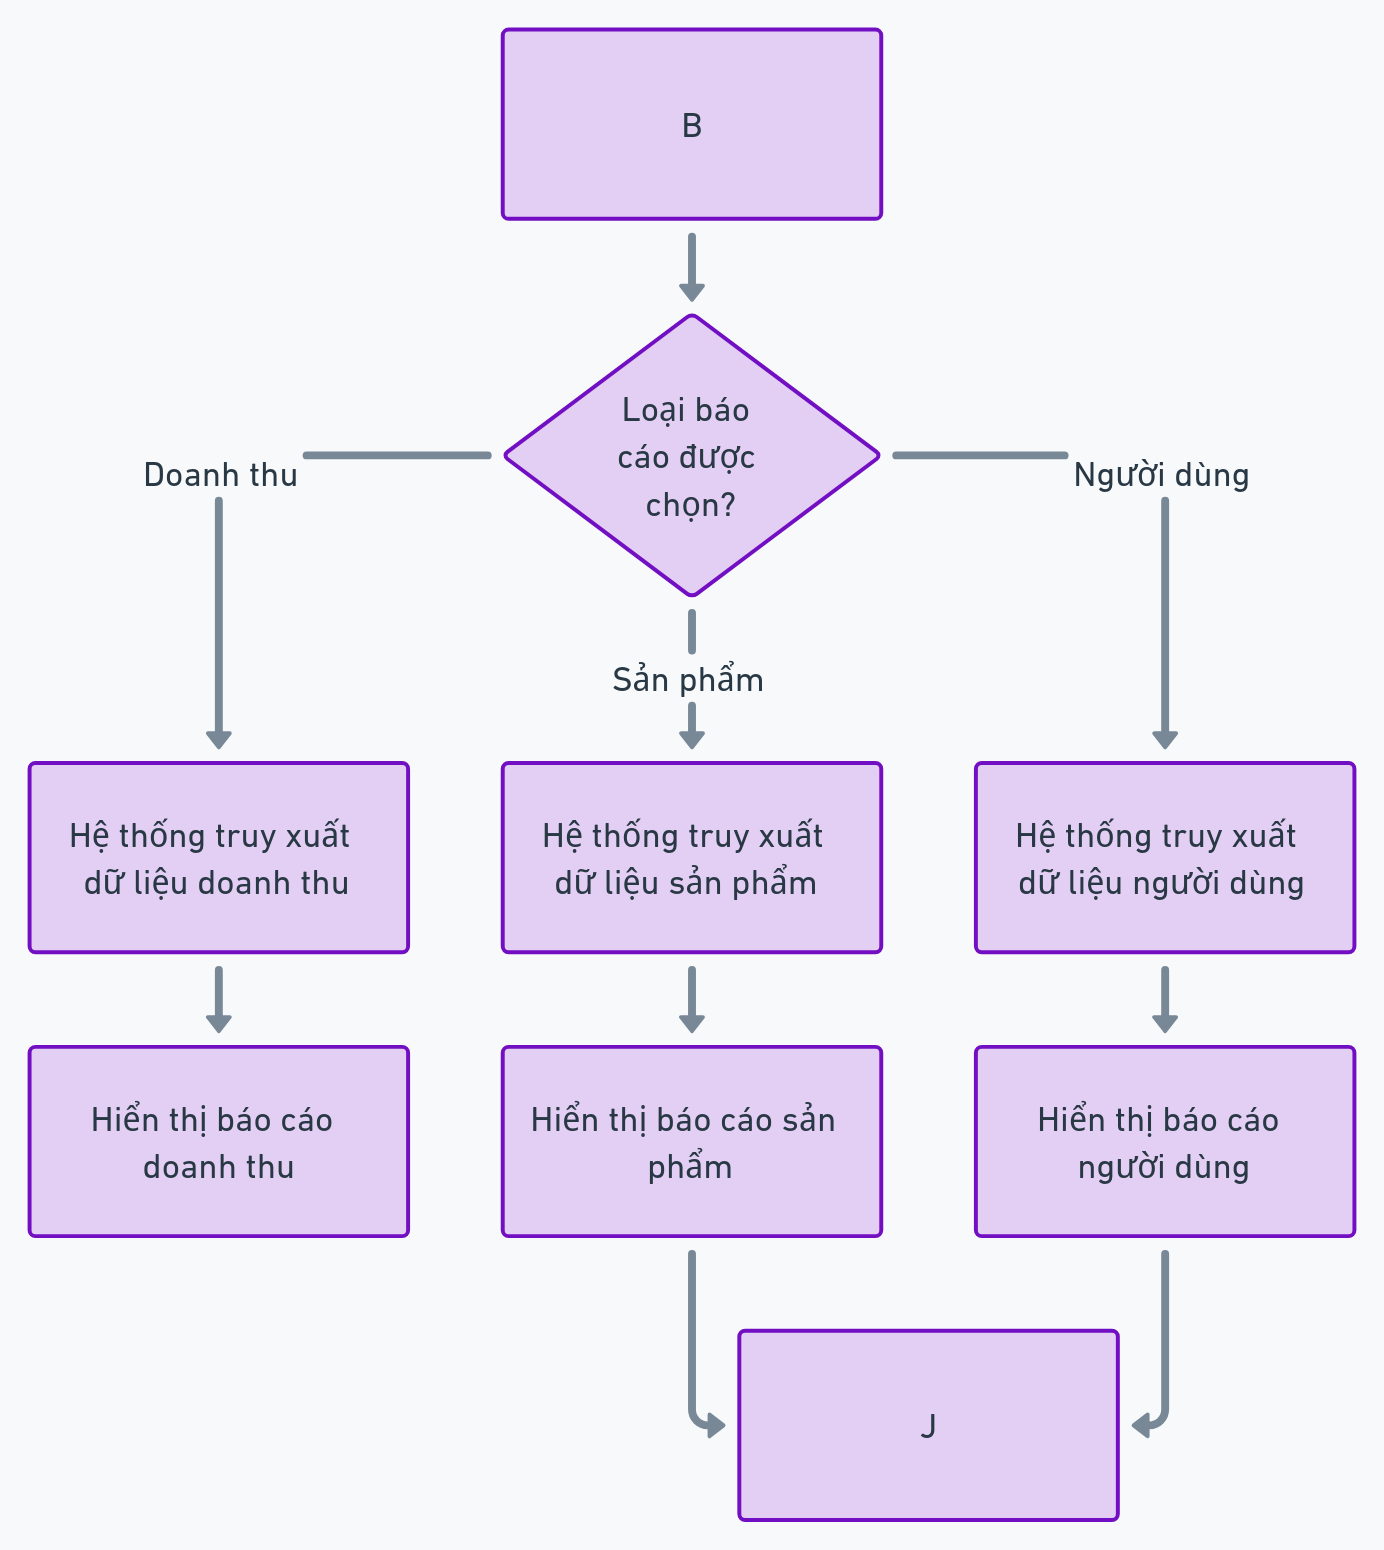 B
Loại báo
cáo được
chọn?
Doanh thu
Người dùng
Sản phẩm
Hệ thống truy xuất
dữ liệu doanh thu
Hệ thống truy xuất
dữ liệu sản phẩm
Hệ thống truy xuất
dữ liệu người dùng
Hiển thị báo cáo
doanh thu
Hiển thị báo cáo sản
phẩm
Hiển thị báo cáo
người dùng
J